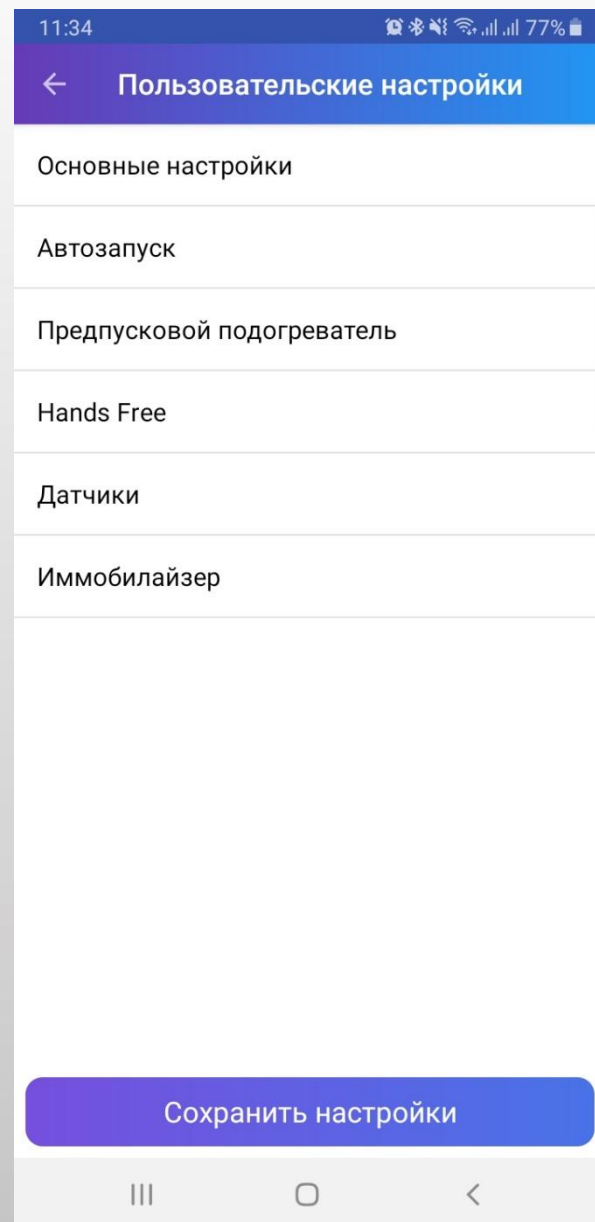 11:34 77%
Пользовательские настройки
Основные настройки
Автозапуск
Предпусковой подогреватель
Hands Free
Датчики
Иммобилайзер
Сохранить настройки